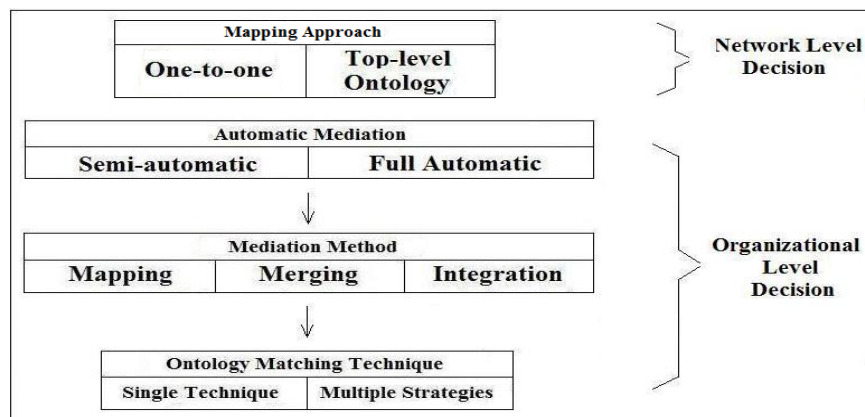 Mapping Approach
One-to-one
Top-level
Ontology
Network Level
Decision
Automatic Mediation
Semi-automatic
Full Automatic
Mediation Method
Mapping
Merging
Integration
Organizational
Level
Decision
Ontology Matching Technique
Single Technique
Multiple Strategies